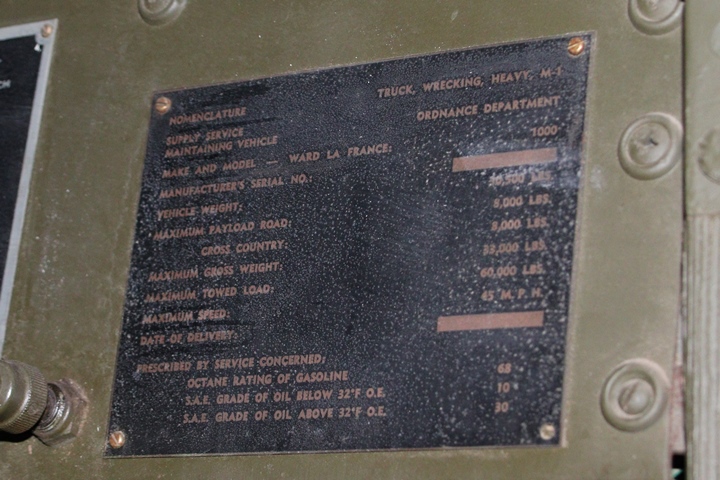 CH
NOMENCLATURE TRUCK, WRECKING, HEAVY, M-1
SUPPLY SERVICE ORDNANCE DEPARTMENT
MAINTAINING VEHICLE
MAKE AND MODEL — WARD LA FRANCE: 1000
MANUFACTURER'S SERIAL NO.:
VEHICLE WEIGHT: LBS.
MAXIMUM PAYLOAD ROAD: 8,000 LBS.
CROSS COUNTRY: 8,000 LBS.
MAXIMUM GROSS WEIGHT: 33,000 LBS.
MAXIMUM TOWED LOAD: 60,000 LBS.
MAXIMUM SPEED: 45 M. P. H.
DATE OF DELIVERY:
PRESCRIBED BY SERVICE CONCERNED:
OCTANE RATING OF GASOLINE 68
S.A.E. GRADE OF OIL BELOW 32°F O.E. 10
S.A.E. GRADE OF OIL ABOVE 32°F O.E. 30